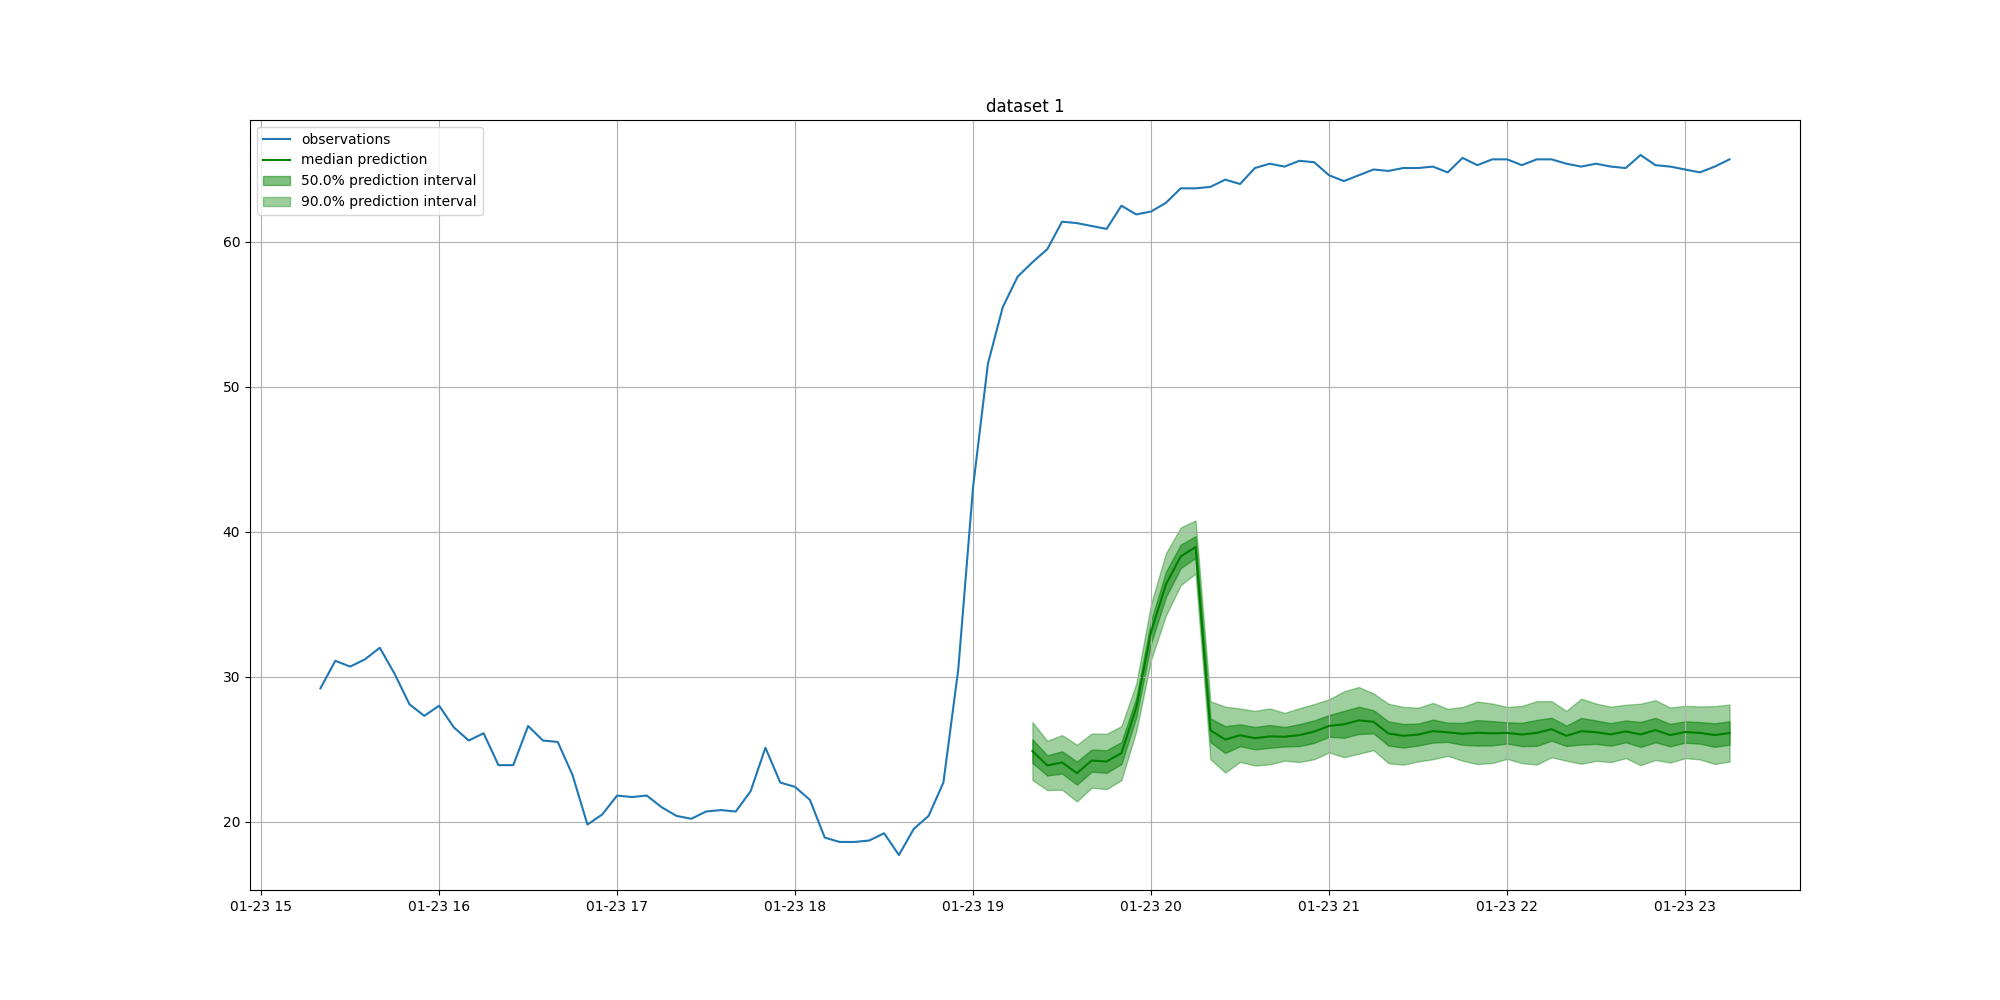 dataset 1
observations
median prediction
50.0% prediction interval
90.0% prediction interval
60
50
40
30
20
01-23 15
01-23 16
01-23 17
01-23 18
01-23 19
01-23 20
01-23 21
01-23 22
01-23 23